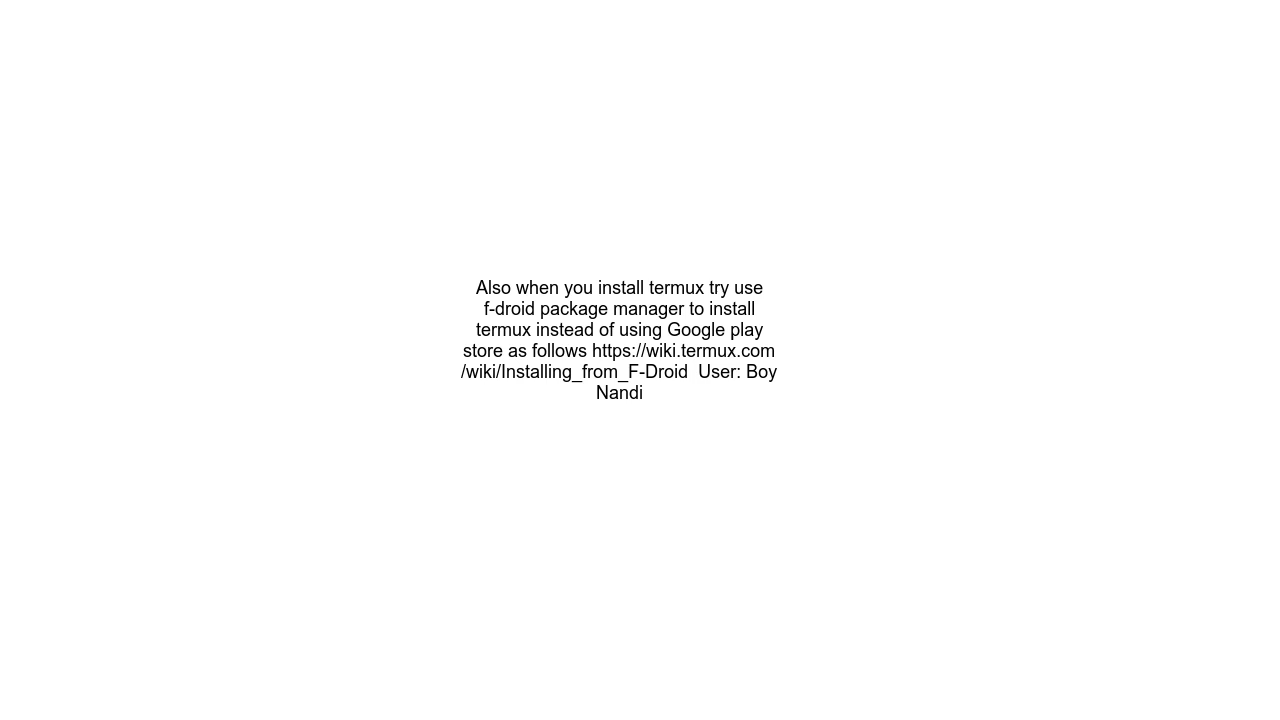 Also when you install termux try use
f-droid package manager to install
termux instead of using Google play
store as follows https://wiki.termux.com
/wiki/Installing_from_F-Droid  User: Boy
Nandi